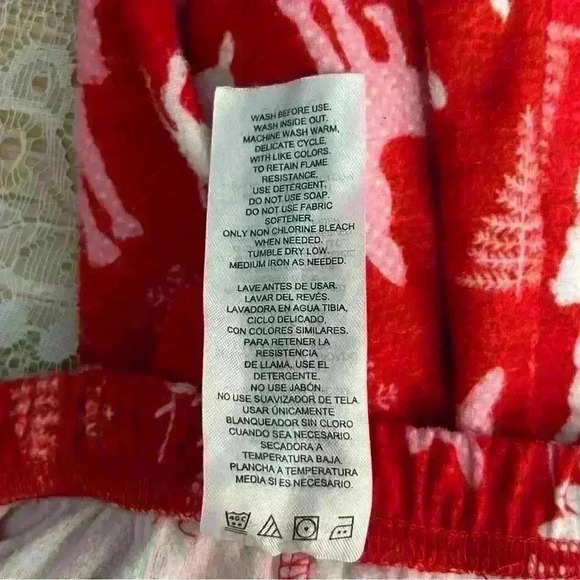 WASH BEFORE USE.
WASH INSIDE OUT.
MACHINE WASH WARM,
DELICATE CYCLE,
WITH LIKE COLORS.
TO RETAIN FLAME
RESISTANCE,
USE DETERGENT.
DO NOT USE SOAP.
DO NOT USE FABRIC
SOFTENER.
ONLY NON CHLORINE BLEACH
WHEN NEEDED.
TUMBLE DRY LOW.
MEDIUM IRON AS NEEDED.
LAVE ANTES DE USAR.
LAVAR DEL REVÉS.
LAVADORA EN AGUA TIBIA,
CICLO DELICADO,
CON COLORES SIMILARES.
PARA RETENER LA
RESISTENCIA
DE LLAMA, USE EL
DETERGENTE.
NO USE JABÓN.
NO USE SUAVIZADOR DE TELA.
USAR ÚNICAMENTE
BLANQUEADOR SIN CLORO
CUANDO SEA NECESARIO.
SECADORA A
TEMPERATURA BAJA.
PLANCHA A TEMPERATURA
MEDIA SI ES NECESARIO.
40C